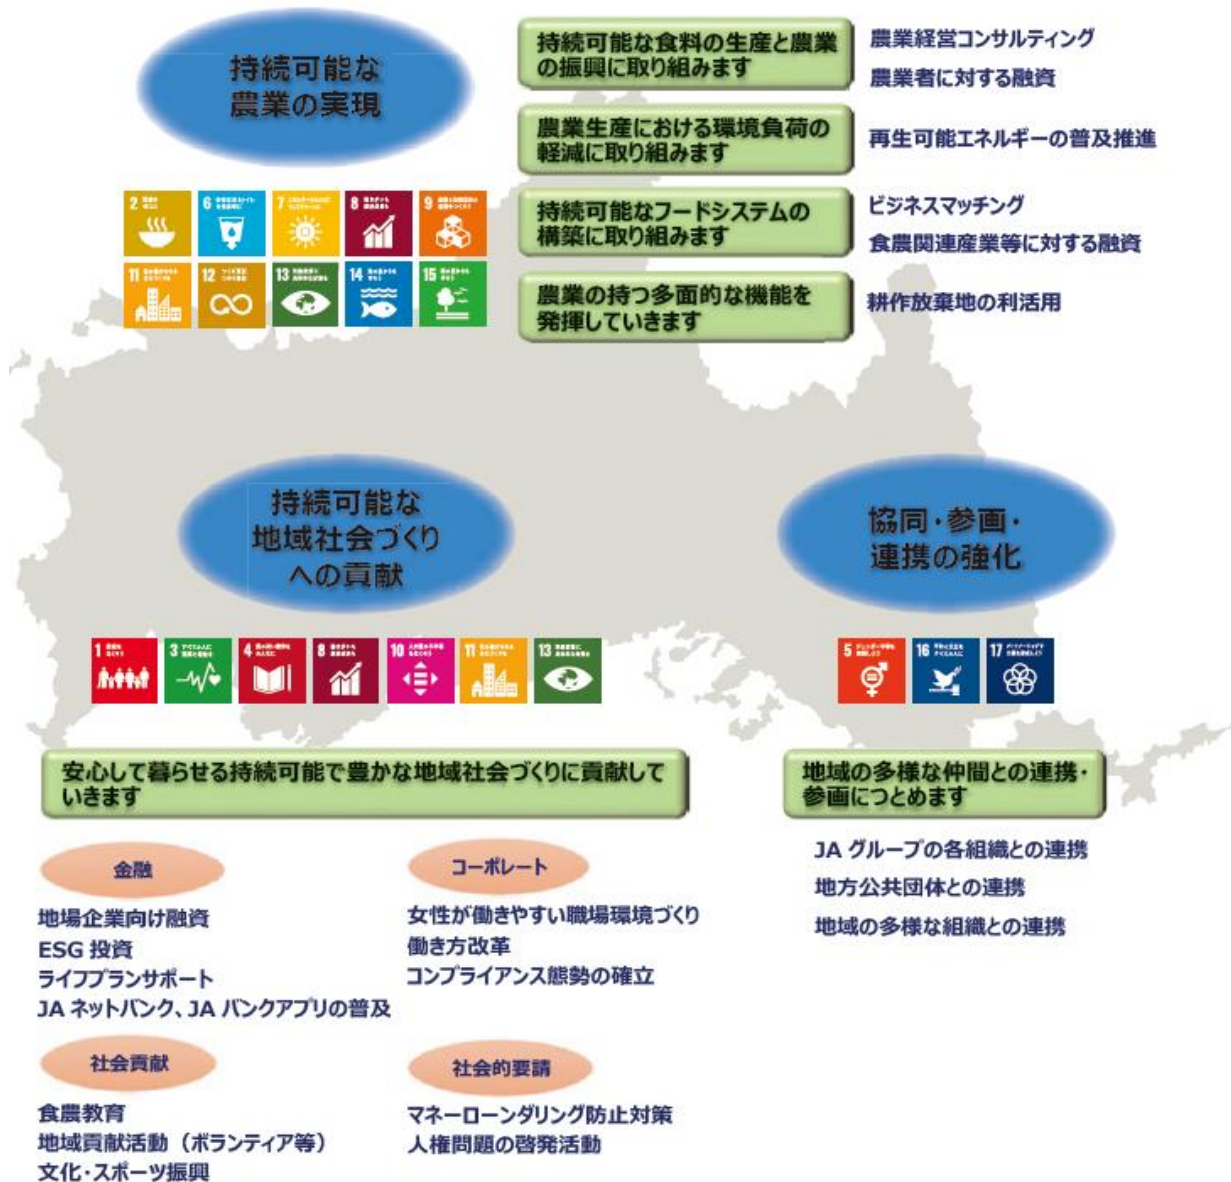 持続可能な
農業の実現
持続可能な食料の生産と農業
の振興に取り組みます
農業経営コンサルティング
農業者に対する融資
農業生産における環境負荷の
軽減に取り組みます
再生可能エネルギーの普及推進
持続可能なフードシステムの
構築に取り組みます
ビジネスマッチング
食農関連産業等に対する融資
農業の持つ多面的な機能を
発揮していきます
耕作放棄地の利活用
2
6
7
8
9
11
12
13
14
15
持続可能な
地域社会づくり
への貢献
1
3
4
8
10
11
13
安心して暮らせる持続可能で豊かな地域社会づくりに貢献して
いきます
金融
地場企業向け融資
ESG 投資
ライフプランサポート
JA ネットバンク、JA バンクアプリの普及
コーポレート
女性が働きやすい職場環境づくり
働き方改革
コンプライアンス態勢の確立
社会貢献
食農教育
地域貢献活動（ボランティア等）
文化・スポーツ振興
社会的要請
マネーローンダリング防止対策
人権問題の啓発活動
協同・参画・
連携の強化
5
16
17
地域の多様な仲間との連携・
参画につとめます
JA グループの各組織との連携
地方公共団体との連携
地域の多様な組織との連携